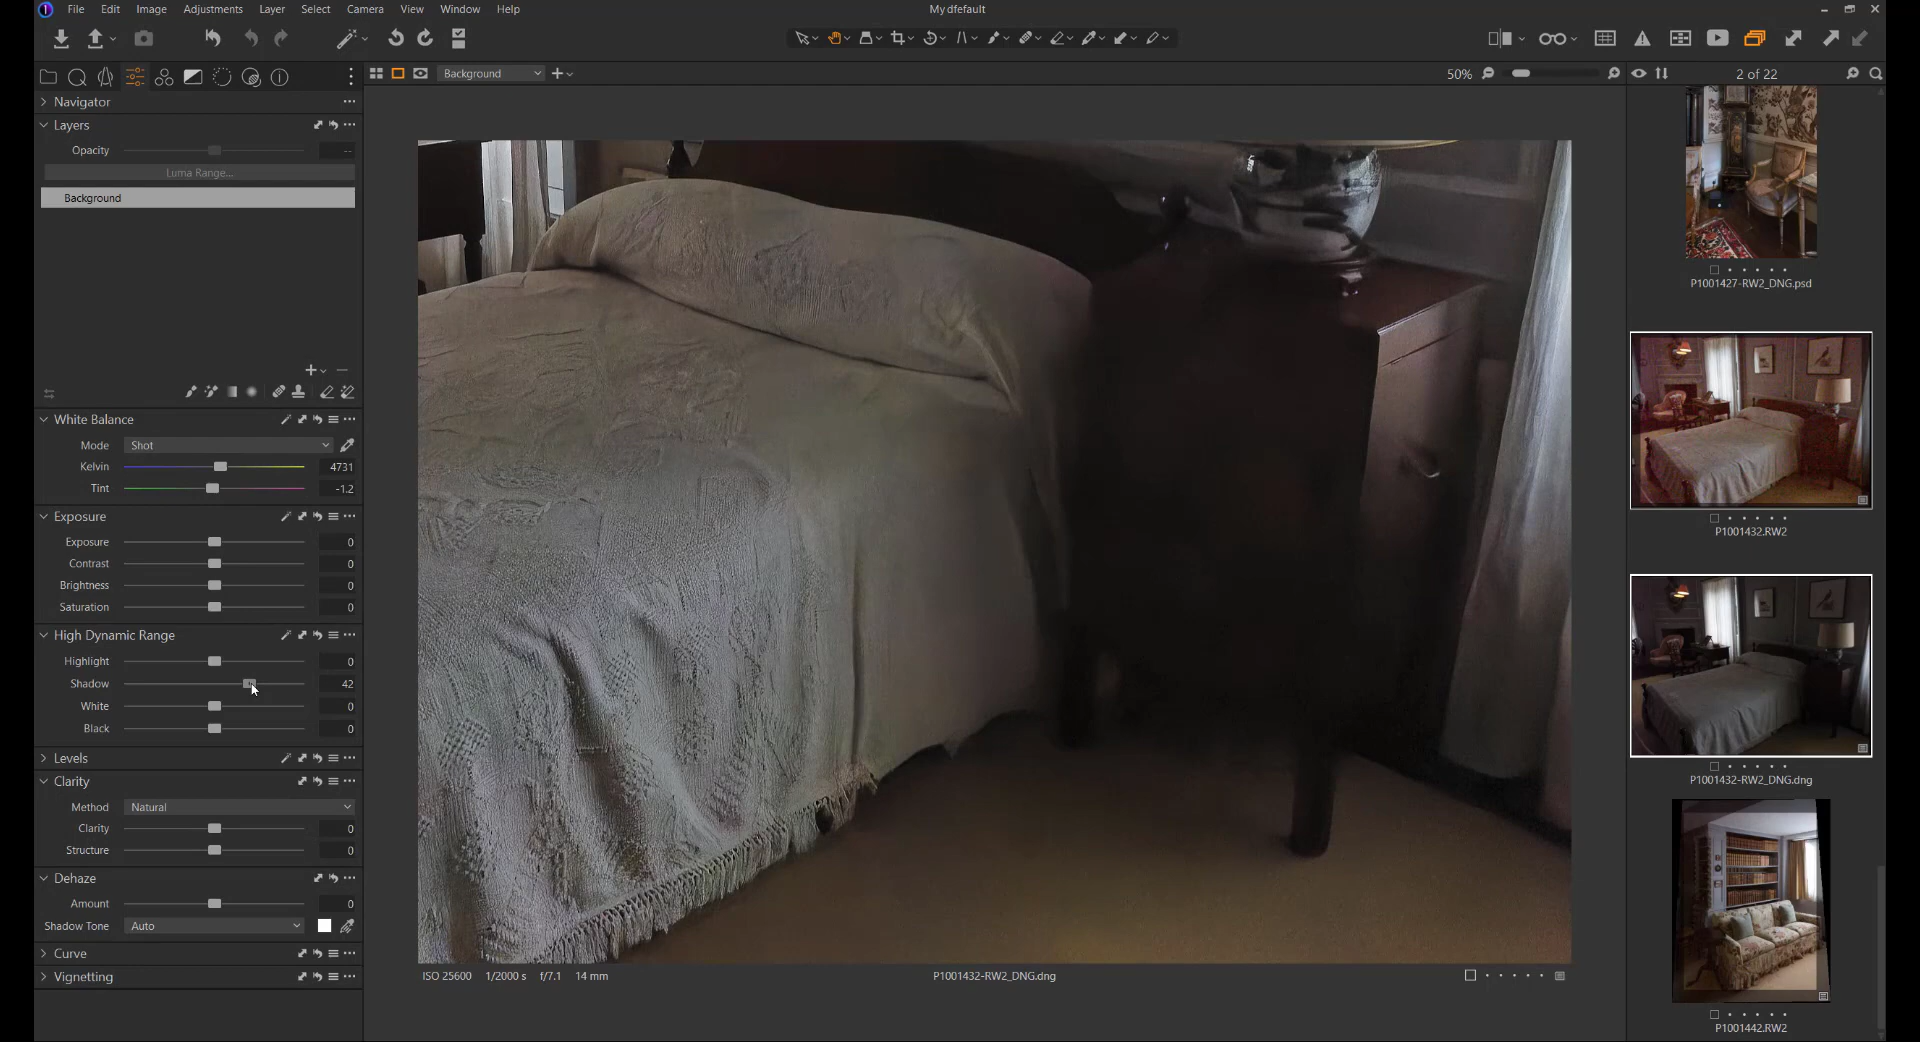 File Edit Image Adjustments Layer Select Camera View Window Help
My dfefault
Background
50%
2 of 22
Navigator
Layers
Opacity --
Luma Range...
Background
White Balance
Mode Shot
Kelvin 4731
Tint -1.2
Exposure
Exposure 0
Contrast 0
Brightness 0
Saturation 0
High Dynamic Range
Highlight 0
Shadow 42
White 0
Black 0
Levels
Clarity
Method Natural
Clarity 0
Structure 0
Dehaze
Amount 0
Shadow Tone Auto
Curve
Vignetting
ISO 25600 1/2000 s f/7.1 14 mm
P1001432-RW2_DNG.dng
P1001427-RW2_DNG.psd
P1001432.RW2
P1001432-RW2_DNG.dng
P1001442.RW2